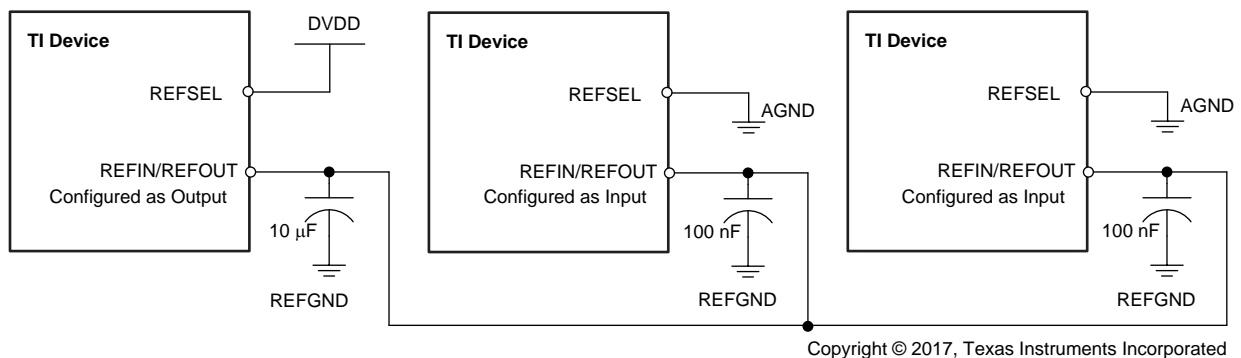 DVDD
TI Device
REFSEL
REFIN/REFOUT
Configured as Output
10 μF
REFGND
TI Device
REFSEL
AGND
REFIN/REFOUT
Configured as Input
100 nF
REFGND
TI Device
REFSEL
AGND
REFIN/REFOUT
Configured as Input
100 nF
REFGND
Copyright © 2017, Texas Instruments Incorporated